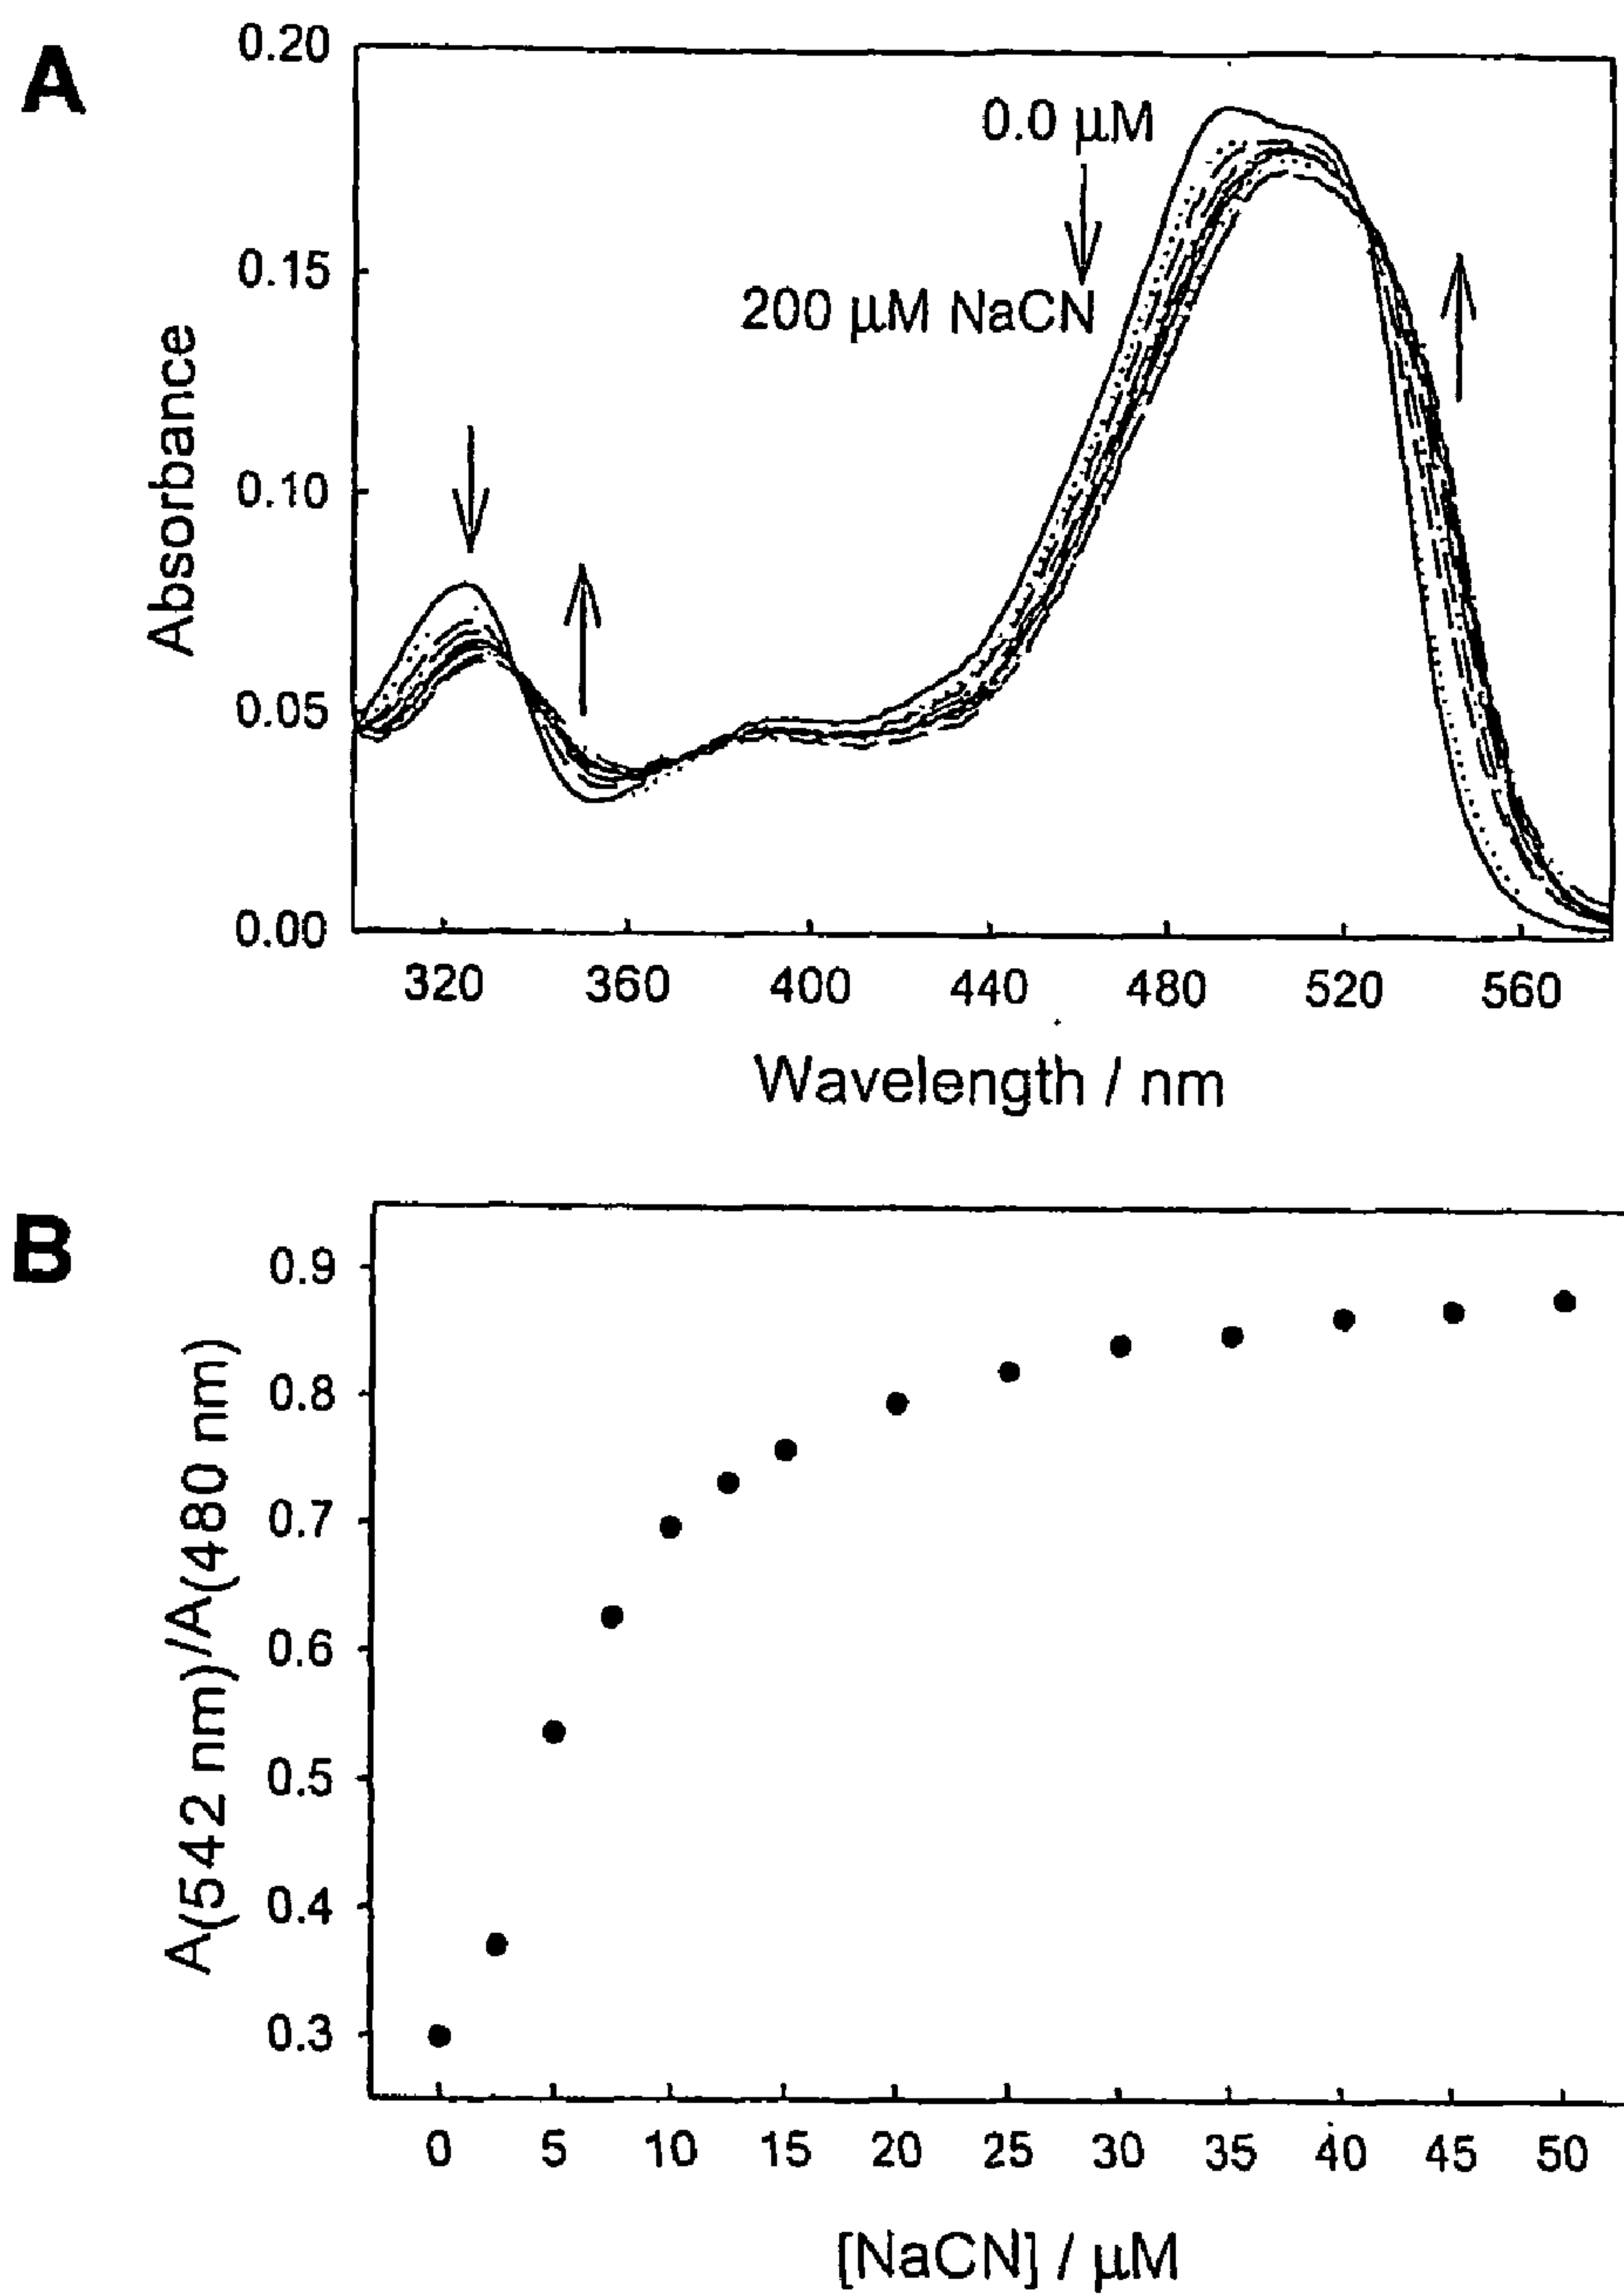 A
0.20
0.15
0.10
0.05
0.00
Absorbance
0.0 µM
200 µM NaCN
320 360 400 440 480 520 560
Wavelength / nm
B
0.9
0.8
0.7
0.6
0.5
0.4
0.3
A(542 nm)/A(480 nm)
0 5 10 15 20 25 30 35 40 45 50
[NaCN] / µM